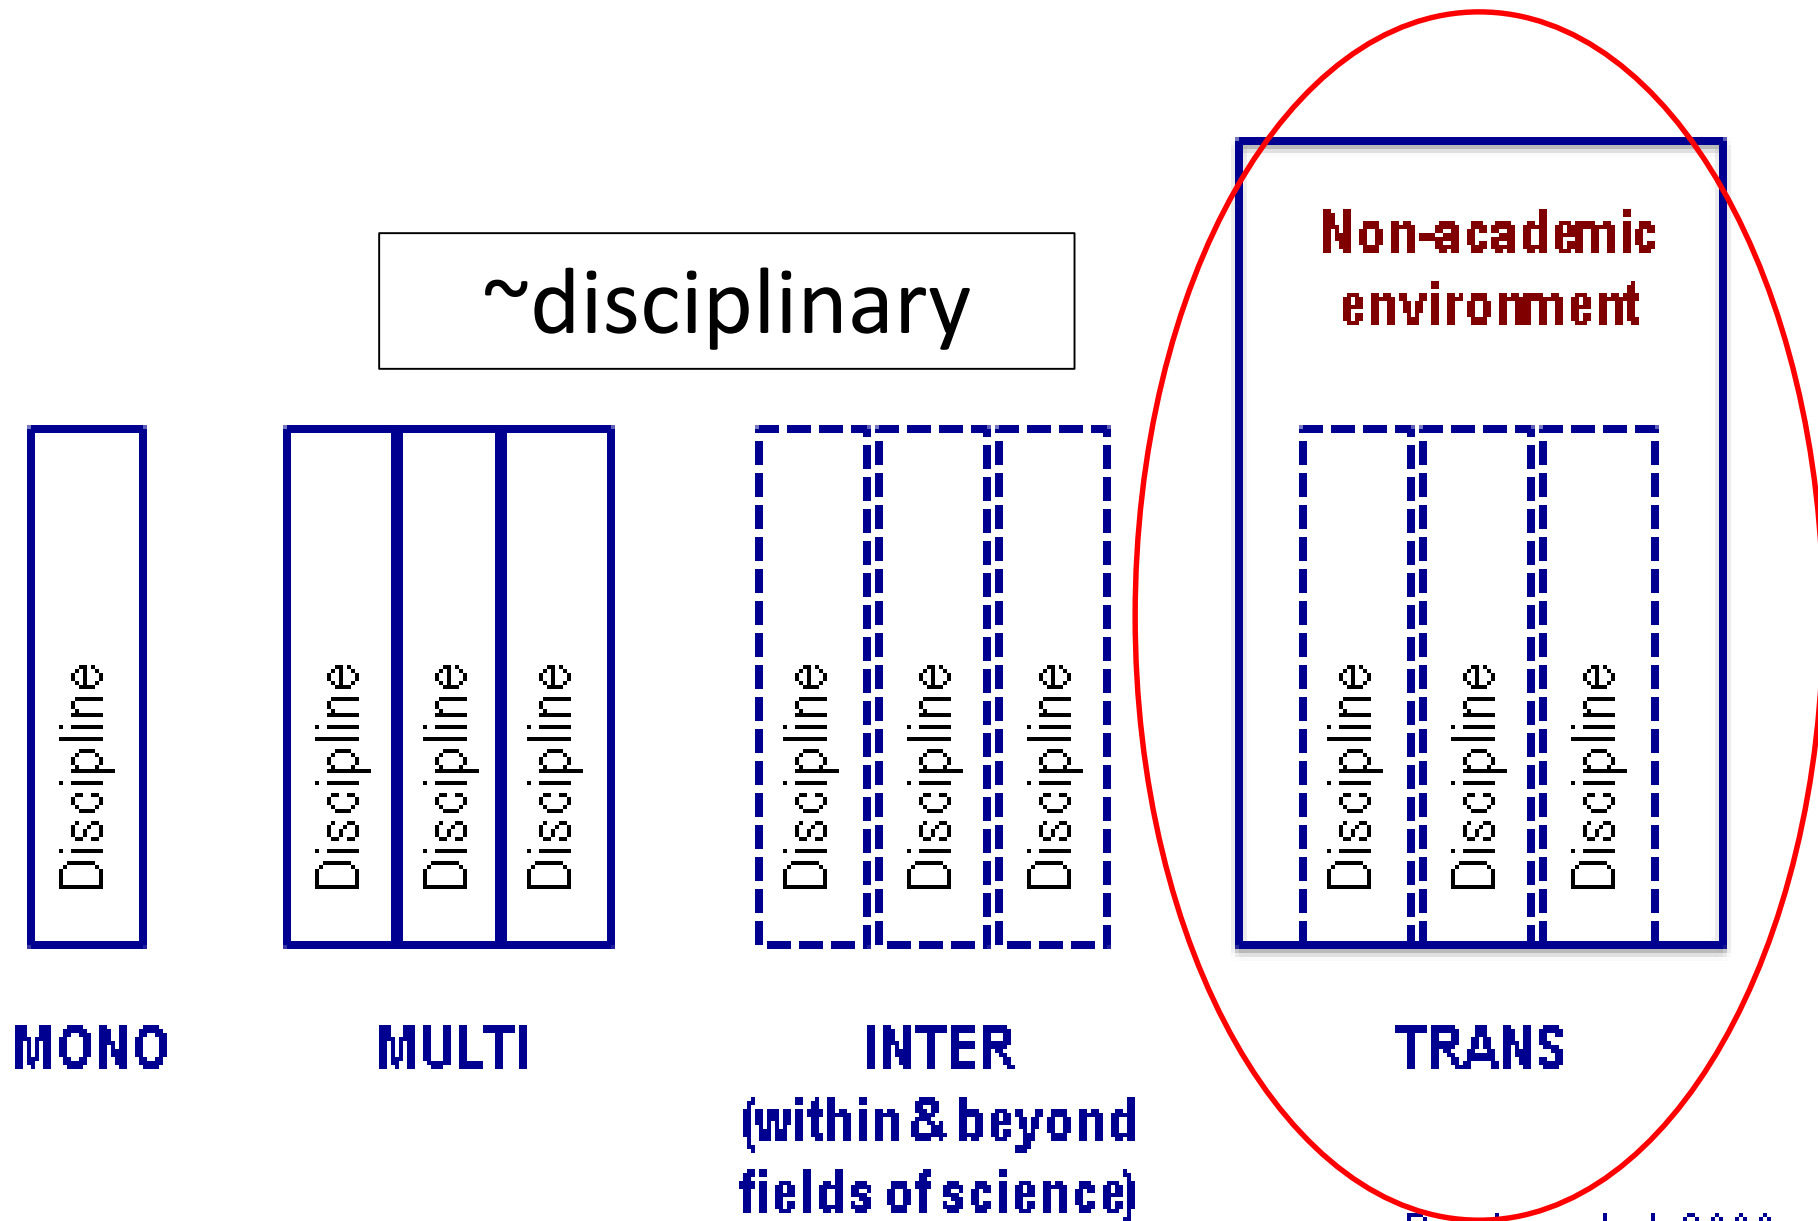 ~disciplinary
Non-academic
environment
Discipline
Discipline
Discipline
Discipline
Discipline
Discipline
Discipline
Discipline
Discipline
Discipline
MONO
MULTI
INTER
(within & beyond
fields of science)
TRANS